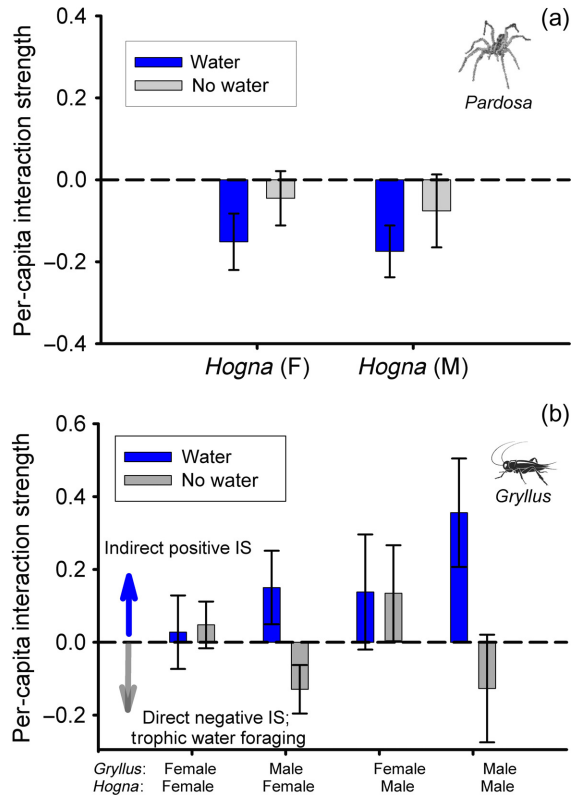 (a)
Per-capita interaction strength
0.4
0.2
0.0
–0.2
–0.4
Water
No water
Pardosa
Hogna (F)
Hogna (M)
(b)
Per-capita interaction strength
0.6
0.4
0.2
0.0
–0.2
Water
No water
Gryllus
Indirect positive IS
Direct negative IS;
trophic water foraging
Gryllus: Female Male Female Male
Hogna: Female Female Male Male